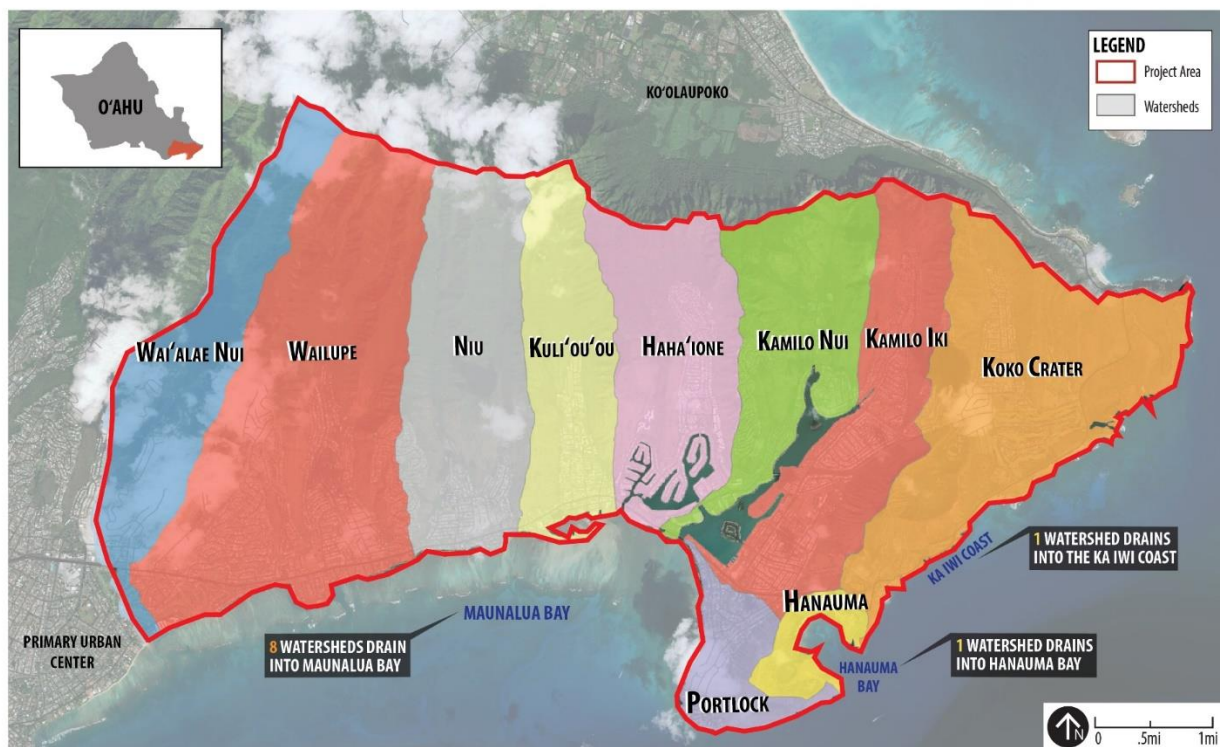 O‘AHU
KO‘OLAUPOKO
LEGEND
Project Area
Watersheds
WAI‘ALAE NUI
WAILUPE
NIU
KULI‘OU‘OU
HAHA‘IONE
KAMILO NUI
KAMILO IKI
KOKO CRATER
KA IWI COAST
1 WATERSHED DRAINS
INTO THE KA IWI COAST
HANAUMA
MAUNALUA BAY
PRIMARY URBAN
CENTER
8 WATERSHEDS DRAIN
INTO MAUNALUA BAY
1 WATERSHED DRAINS
INTO HANAUMA BAY
HANAUMA
BAY
PORTLOCK
N
0 .5mi 1mi